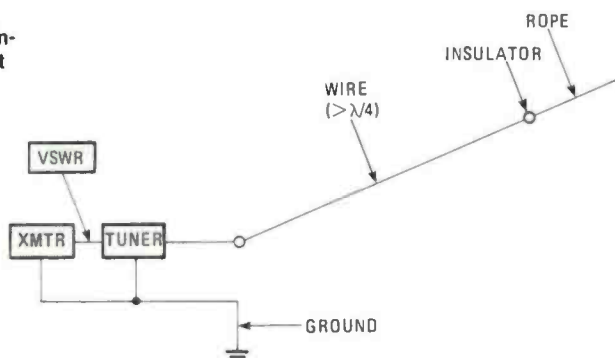 n-
t
ROPE
INSULATOR
WIRE
(>λ/4)
VSWR
XMTR
TUNER
GROUND